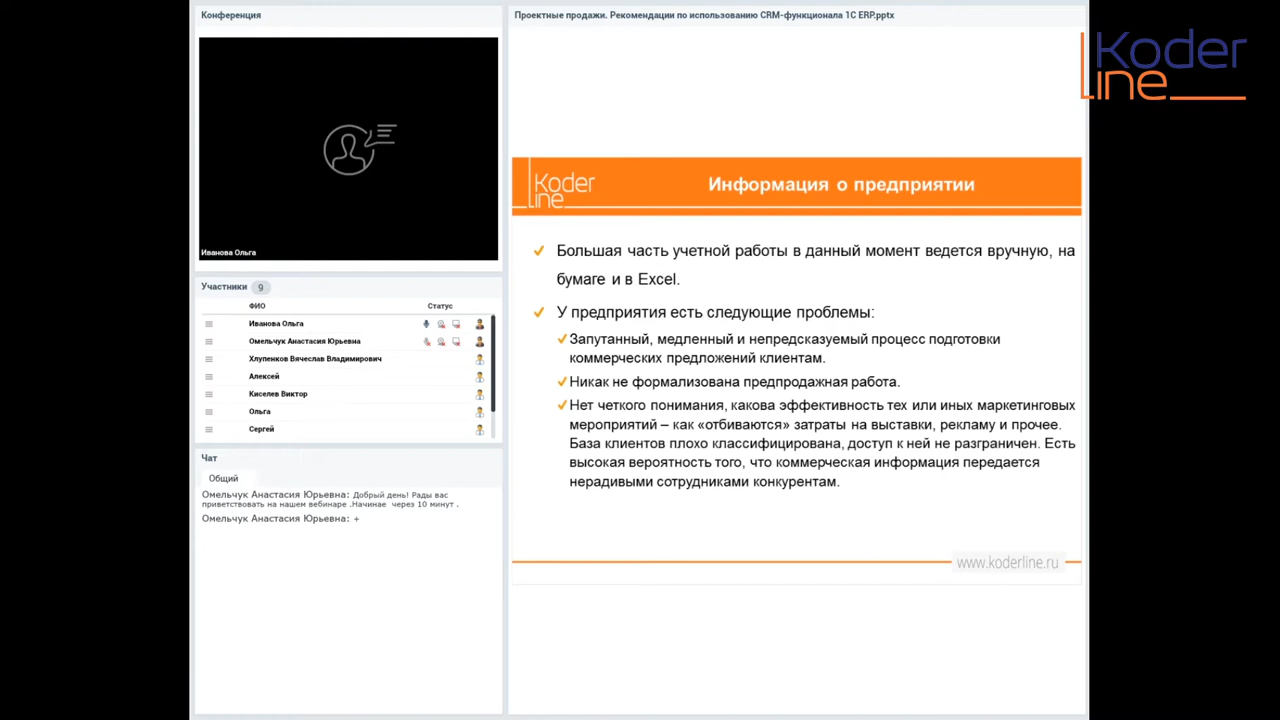 Конференция
Иванова Ольга
Участники 9
ФИО Статус
Иванова Ольга
Омельчук Анастасия Юрьевна
Хлупенков Вячеслав Владимирович
Алексей
Киселев Виктор
Ольга
Сергей
Чат
Общий
Омельчук Анастасия Юрьевна: Добрый день! Рады вас
приветствовать на нашем вебинаре .Начинае через 10 минут .
Омельчук Анастасия Юрьевна: +
Проектные продажи. Рекомендации по использованию CRM-функционала 1С ERP.pptx
Koder
line
Koder
line
Информация о предприятии
Большая часть учетной работы в данный момент ведется вручную, на
бумаге и в Excel.
У предприятия есть следующие проблемы:
Запутанный, медленный и непредсказуемый процесс подготовки
коммерческих предложений клиентам.
Никак не формализована предпродажная работа.
Нет четкого понимания, какова эффективность тех или иных маркетинговых
мероприятий – как «отбиваются» затраты на выставки, рекламу и прочее.
База клиентов плохо классифицирована, доступ к ней не разграничен. Есть
высокая вероятность того, что коммерческая информация передается
нерадивыми сотрудниками конкурентам.
www.koderline.ru